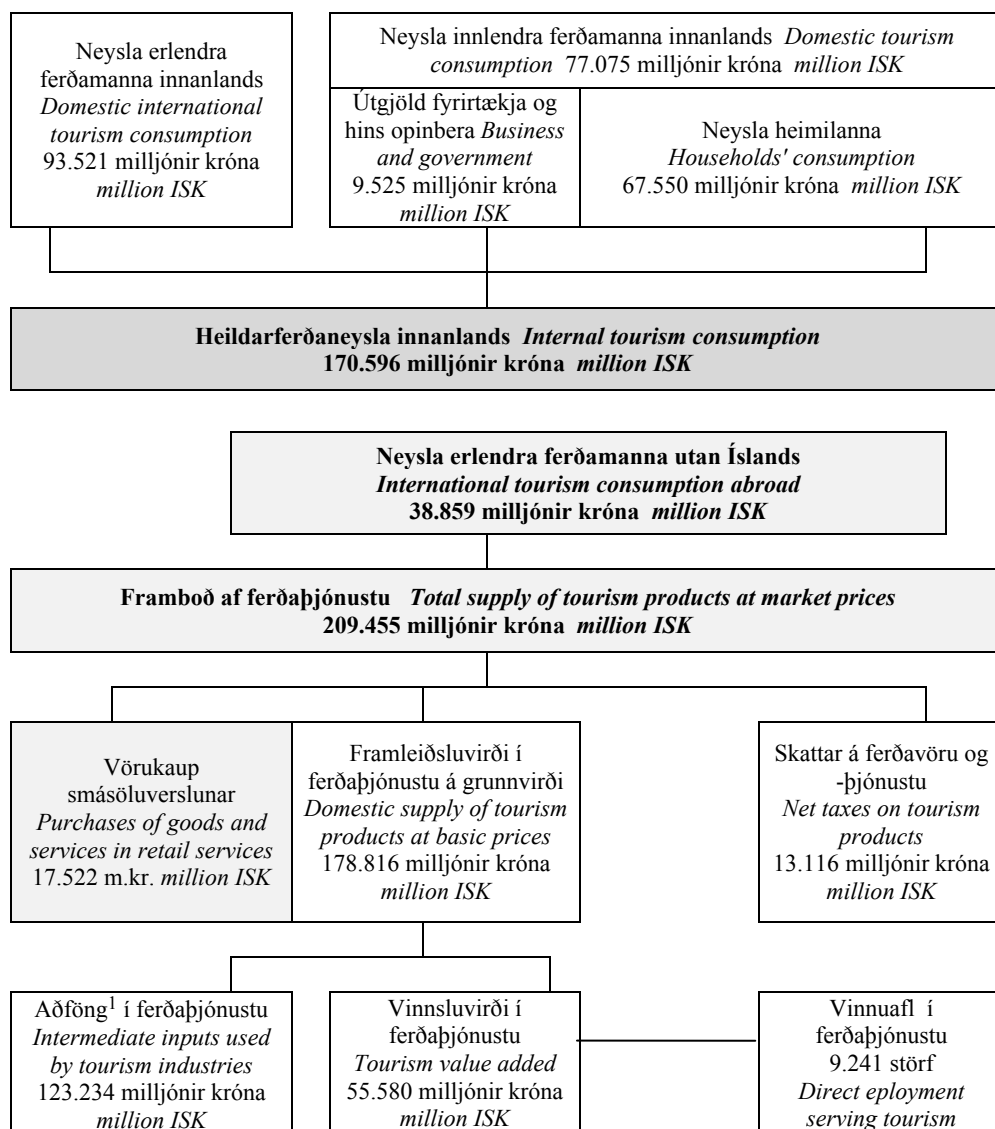 Neysla erlendra
ferðamanna innanlands
Domestic international
tourism consumption
93.521 milljónir króna
million ISK
Neysla innlendra ferðamanna innanlands Domestic tourism
consumption 77.075 milljónir króna million ISK
Útgjöld fyrirtækja og
hins opinbera Business
and government
9.525 milljónir króna
million ISK
Neysla heimilanna
Households' consumption
67.550 milljónir króna million ISK
Heildarferðaneysla innanlands Internal tourism consumption
170.596 milljónir króna million ISK
Neysla erlendra ferðamanna utan Íslands
International tourism consumption abroad
38.859 milljónir króna million ISK
Framboð af ferðaþjónustu Total supply of tourism products at market prices
209.455 milljónir króna million ISK
Vörukaup
smásöluverslunar
Purchases of goods and
services in retail services
17.522 m.kr. million ISK
Framleiðsluvirði í
ferðaþjónustu á grunnvirði
Domestic supply of tourism
products at basic prices
178.816 milljónir króna
million ISK
Skattar á ferðavöru og
-þjónustu
Net taxes on tourism
products
13.116 milljónir króna
million ISK
Aðföng¹ í ferðaþjónustu
Intermediate inputs used
by tourism industries
123.234 milljónir króna
million ISK
Vinnsluvirði í
ferðaþjónustu
Tourism value added
55.580 milljónir króna
million ISK
Vinnuafl í
ferðaþjónustu
9.241 störf
Direct eployment
serving tourism